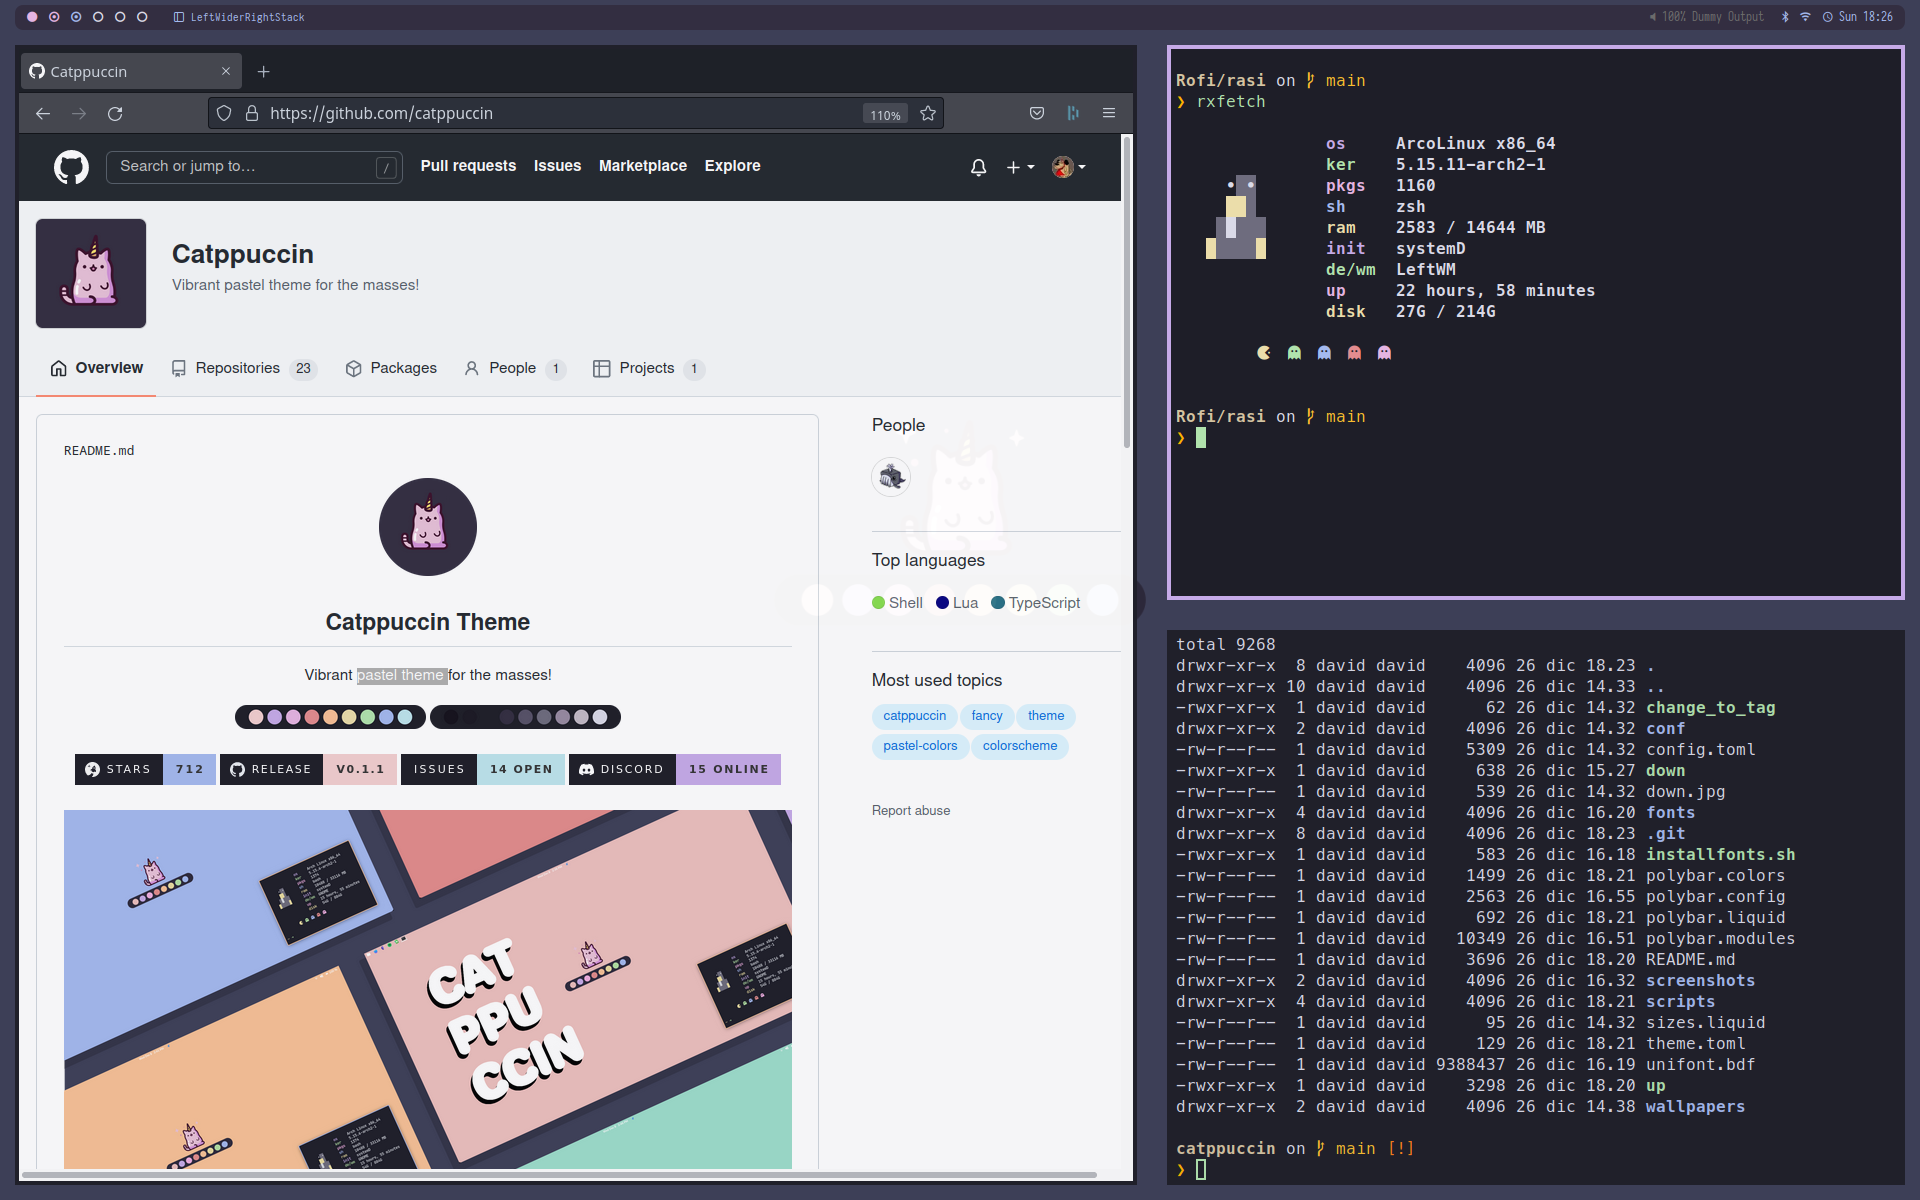 LeftWiderRightStack
100% Dummy Output
Sun 18:26
Catppuccin
https://github.com/catppuccin
110%
Search or jump to…
/
Pull requests
Issues
Marketplace
Explore
Catppuccin
Vibrant pastel theme for the masses!
Overview
Repositories 23
Packages
People 1
Projects 1
README.md
Catppuccin Theme
Vibrant pastel theme for the masses!
STARS 712
RELEASE V0.1.1
ISSUES 14 OPEN
DISCORD 15 ONLINE
CAT
PPU
CCIN
People
Top languages
Shell Lua TypeScript
Most used topics
catppuccin fancy theme
pastel-colors colorscheme
Report abuse
Rofi/rasi on main
❯ rxfetch
os ArcoLinux x86_64
ker 5.15.11-arch2-1
pkgs 1160
sh zsh
ram 2583 / 14644 MB
init systemD
de/wm LeftWM
up 22 hours, 58 minutes
disk 27G / 214G
Rofi/rasi on main
❯
total 9268
drwxr-xr-x 8 david david 4096 26 dic 18.23 .
drwxr-xr-x 10 david david 4096 26 dic 14.33 ..
-rwxr-xr-x 1 david david 62 26 dic 14.32 change_to_tag
drwxr-xr-x 2 david david 4096 26 dic 14.32 conf
-rw-r--r-- 1 david david 5309 26 dic 14.32 config.toml
-rwxr-xr-x 1 david david 638 26 dic 15.27 down
-rw-r--r-- 1 david david 539 26 dic 14.32 down.jpg
drwxr-xr-x 4 david david 4096 26 dic 16.20 fonts
drwxr-xr-x 8 david david 4096 26 dic 18.23 .git
-rwxr-xr-x 1 david david 583 26 dic 16.18 installfonts.sh
-rw-r--r-- 1 david david 1499 26 dic 18.21 polybar.colors
-rw-r--r-- 1 david david 2563 26 dic 16.55 polybar.config
-rw-r--r-- 1 david david 692 26 dic 18.21 polybar.liquid
-rw-r--r-- 1 david david 10349 26 dic 16.51 polybar.modules
-rw-r--r-- 1 david david 3696 26 dic 18.20 README.md
drwxr-xr-x 2 david david 4096 26 dic 16.32 screenshots
drwxr-xr-x 4 david david 4096 26 dic 18.21 scripts
-rw-r--r-- 1 david david 95 26 dic 14.32 sizes.liquid
-rw-r--r-- 1 david david 129 26 dic 18.21 theme.toml
-rw-r--r-- 1 david david 9388437 26 dic 16.19 unifont.bdf
-rwxr-xr-x 1 david david 3298 26 dic 18.20 up
drwxr-xr-x 2 david david 4096 26 dic 14.38 wallpapers
catppuccin on main [!]
❯